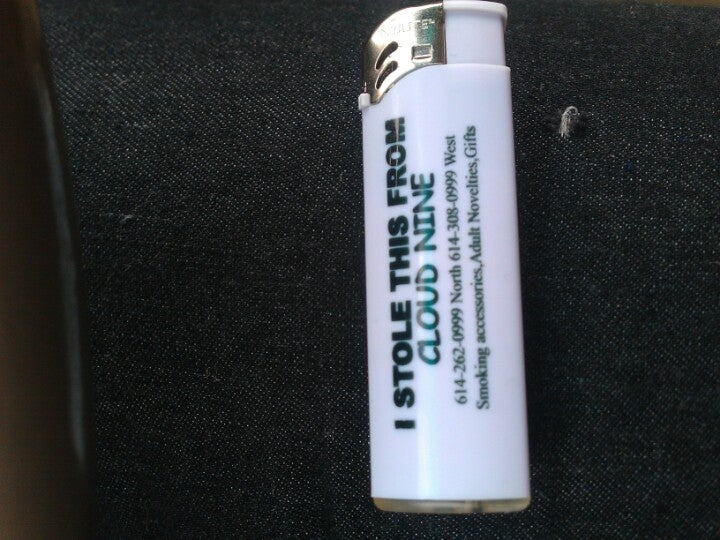 I STOLE THIS FROM
CLOUD NINE
614-262-0999 North 614-308-0999 West
Smoking accessories,Adult Novelties,Gifts